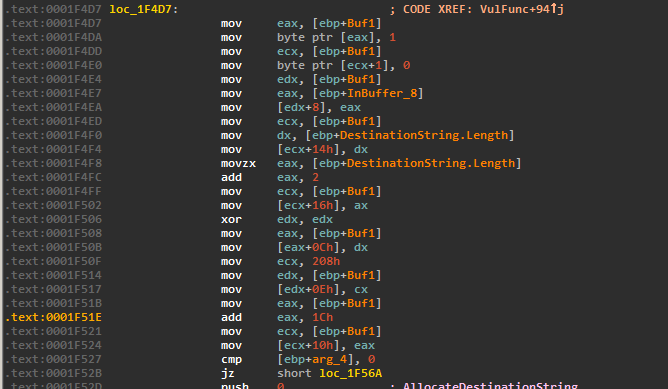 .text:0001F4D7 loc_1F4D7: ; CODE XREF: VulFunc+94↑j
.text:0001F4D7 mov eax, [ebp+Buf1]
.text:0001F4DA mov byte ptr [eax], 1
.text:0001F4DD mov ecx, [ebp+Buf1]
.text:0001F4E0 mov byte ptr [ecx+1], 0
.text:0001F4E4 mov edx, [ebp+Buf1]
.text:0001F4E7 mov eax, [ebp+InBuffer_8]
.text:0001F4EA mov [edx+8], eax
.text:0001F4ED mov ecx, [ebp+Buf1]
.text:0001F4F0 mov dx, [ebp+DestinationString.Length]
.text:0001F4F4 mov [ecx+14h], dx
.text:0001F4F8 movzx eax, [ebp+DestinationString.Length]
.text:0001F4FC add eax, 2
.text:0001F4FF mov ecx, [ebp+Buf1]
.text:0001F502 mov [ecx+16h], ax
.text:0001F506 xor edx, edx
.text:0001F508 mov eax, [ebp+Buf1]
.text:0001F50B mov [eax+0Ch], dx
.text:0001F50F mov ecx, 208h
.text:0001F514 mov edx, [ebp+Buf1]
.text:0001F517 mov [edx+0Eh], cx
.text:0001F51B mov eax, [ebp+Buf1]
.text:0001F51E add eax, 1Ch
.text:0001F521 mov ecx, [ebp+Buf1]
.text:0001F524 mov [ecx+10h], eax
.text:0001F527 cmp [ebp+arg_4], 0
.text:0001F52B jz short loc_1F56A
.text:0001F52D push 0 ; AllocateDestinationString